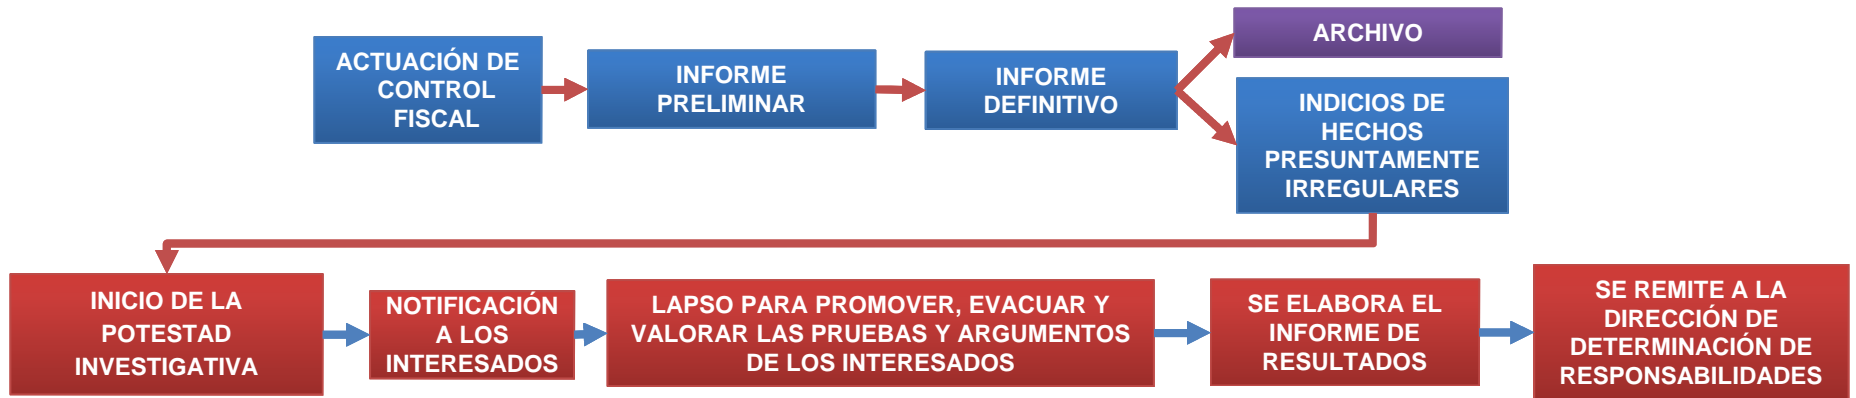 ACTUACIÓN DE
CONTROL
FISCAL
INFORME
PRELIMINAR
INFORME
DEFINITIVO
ARCHIVO
INDICIOS DE
HECHOS
PRESUNTAMENTE
IRREGULARES
INICIO DE LA
POTESTAD
INVESTIGATIVA
NOTIFICACIÓN
A LOS
INTERESADOS
LAPSO PARA PROMOVER, EVACUAR Y
VALORAR LAS PRUEBAS Y ARGUMENTOS
DE LOS INTERESADOS
SE ELABORA EL
INFORME DE
RESULTADOS
SE REMITE A LA
DIRECCIÓN DE
DETERMINACIÓN DE
RESPONSABILIDADES